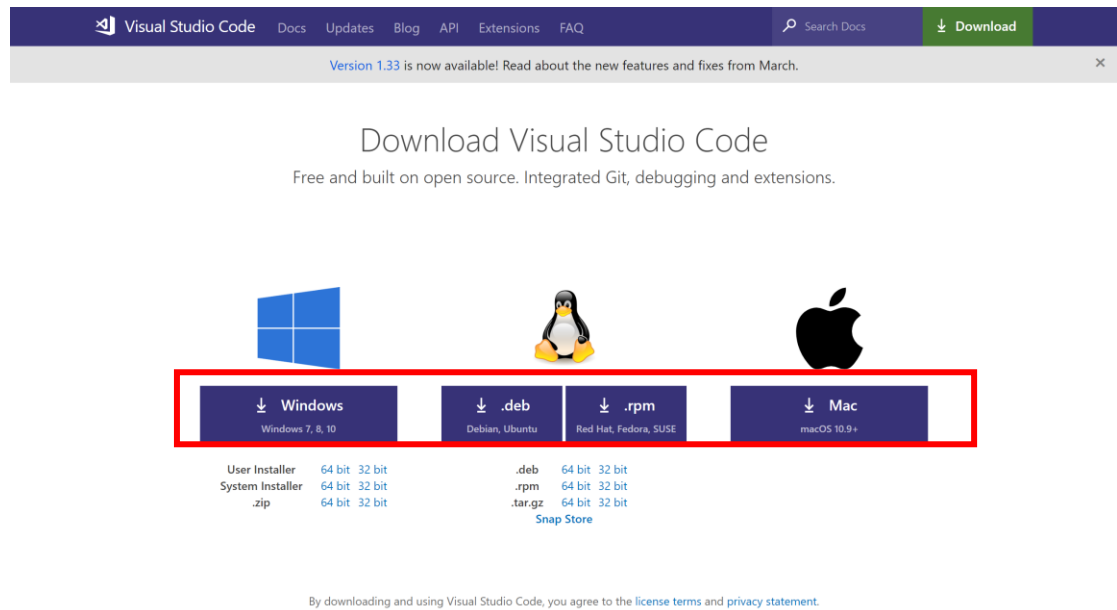 Visual Studio Code Docs Updates Blog API Extensions FAQ Search Docs Download
Version 1.33 is now available! Read about the new features and fixes from March. ×
Download Visual Studio Code
Free and built on open source. Integrated Git, debugging and extensions.
Windows .deb .rpm Mac
Windows 7, 8, 10 Debian, Ubuntu Red Hat, Fedora, SUSE macOS 10.9+
User Installer 64 bit 32 bit .deb 64 bit 32 bit
System Installer 64 bit 32 bit .rpm 64 bit 32 bit
.zip 64 bit 32 bit .tar.gz 64 bit 32 bit
Snap Store
By downloading and using Visual Studio Code, you agree to the license terms and privacy statement.